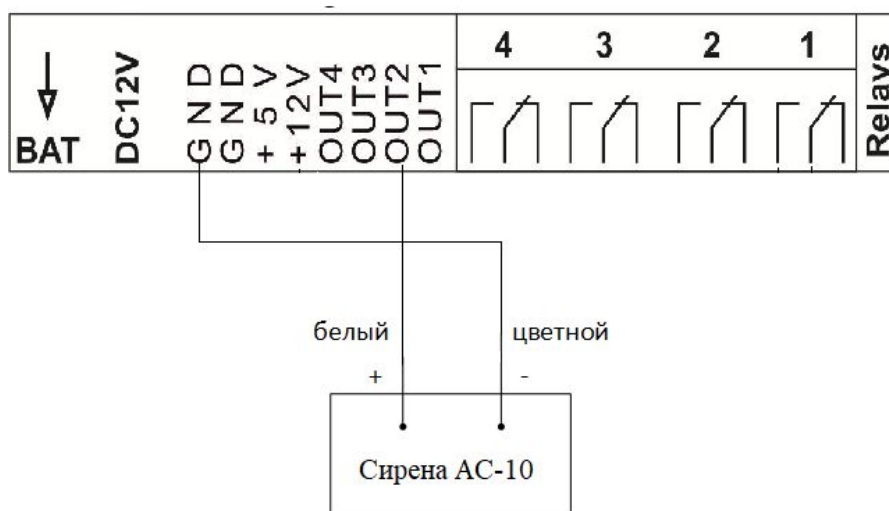 4 3 2 1
Relays
BAT
DC12V
GND
GND
+5V
+12V
OUT4
OUT3
OUT2
OUT1
белый цветной
+ -
Сирена АС-10